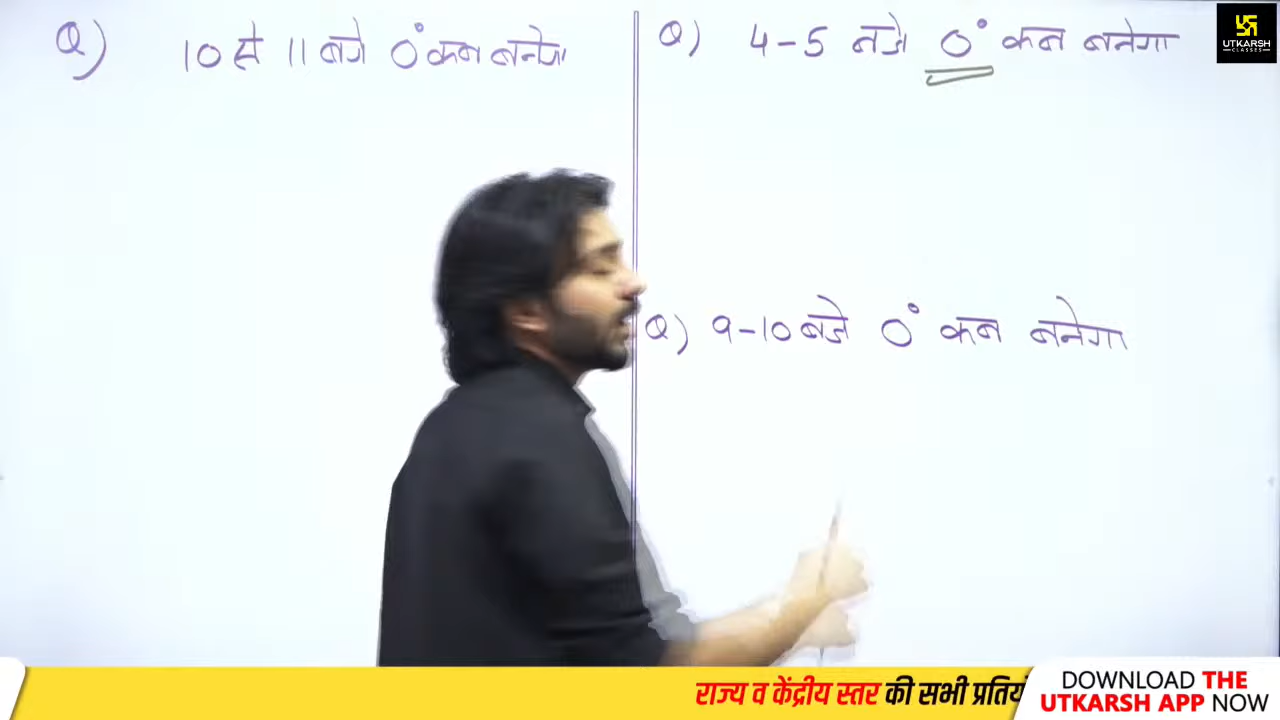 Q) 10 से 11 बजे 0° कब बनेगा
Q) 4-5 बजे 0° कब बनेगा
Q) 9-10 बजे 0° कब बनेगा
UTKARSH
CLASSES
राज्य व केंद्रीय स्तर की सभी प्रतियो
DOWNLOAD THE
UTKARSH APP NOW